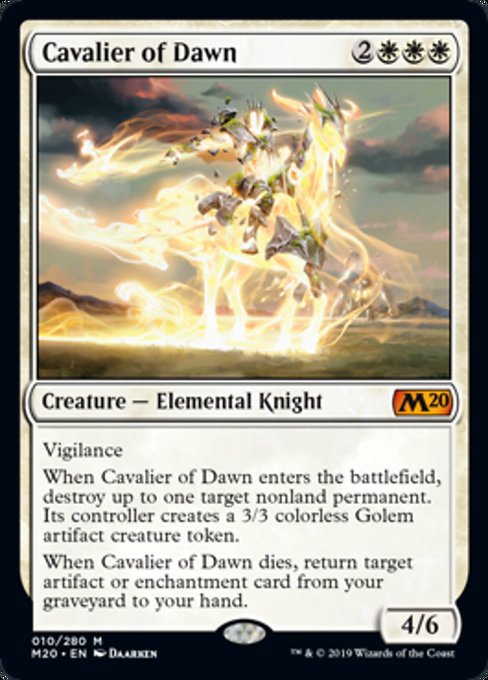 Cavalier of Dawn 2
Creature — Elemental Knight M20
Vigilance
When Cavalier of Dawn enters the battlefield,
destroy up to one target nonland permanent.
Its controller creates a 3/3 colorless Golem
artifact creature token.
When Cavalier of Dawn dies, return target
artifact or enchantment card from your
graveyard to your hand.
4/6
010/280 M
M20 • EN Daarken ™ & © 2019 Wizards of the Coast